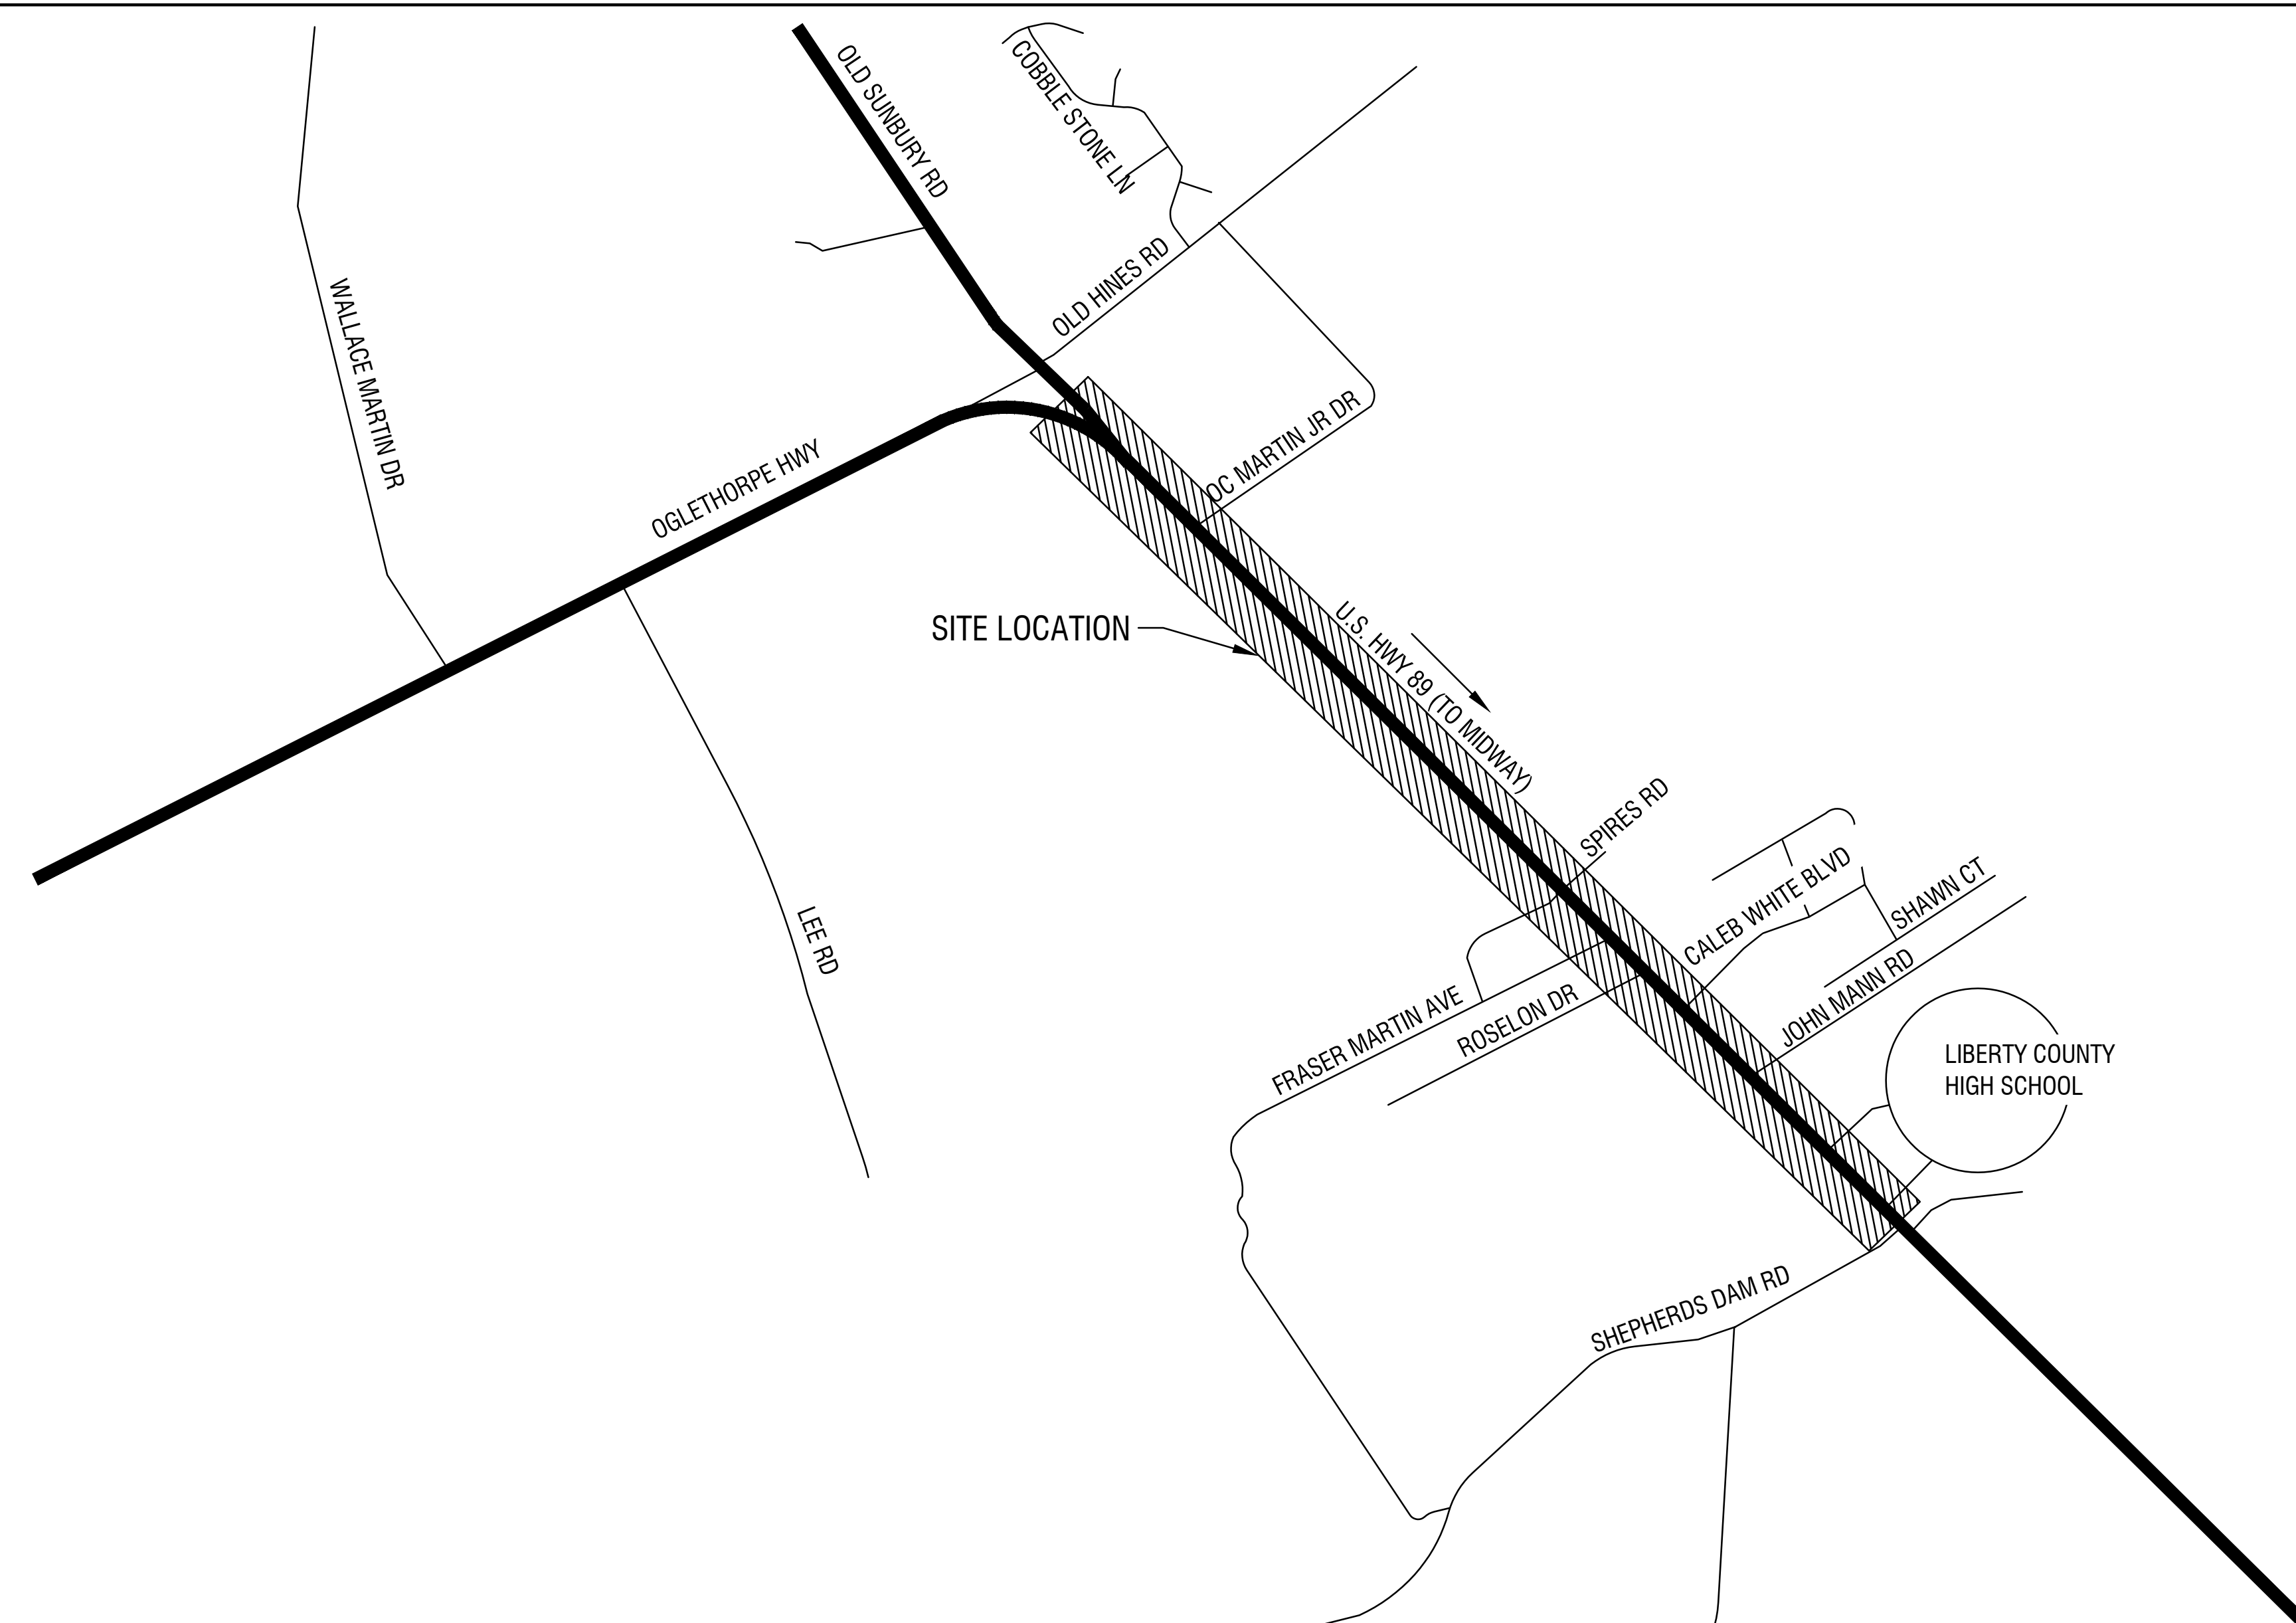 OLD SUNBURY RD
COBBLE STONE LN
OLD HINES RD
WALLACE MARTIN DR
OC MARTIN JR DR
OGLETHORPE HWY
SITE LOCATION
U.S. HWY 89 (TO MIDWAY)
SPIRES RD
CALEB WHITE BLVD
SHAWN CT
LEE RD
JOHN MANN RD
FRASER MARTIN AVE
ROSELON DR
LIBERTY COUNTY
HIGH SCHOOL
SHEPHERDS DAM RD